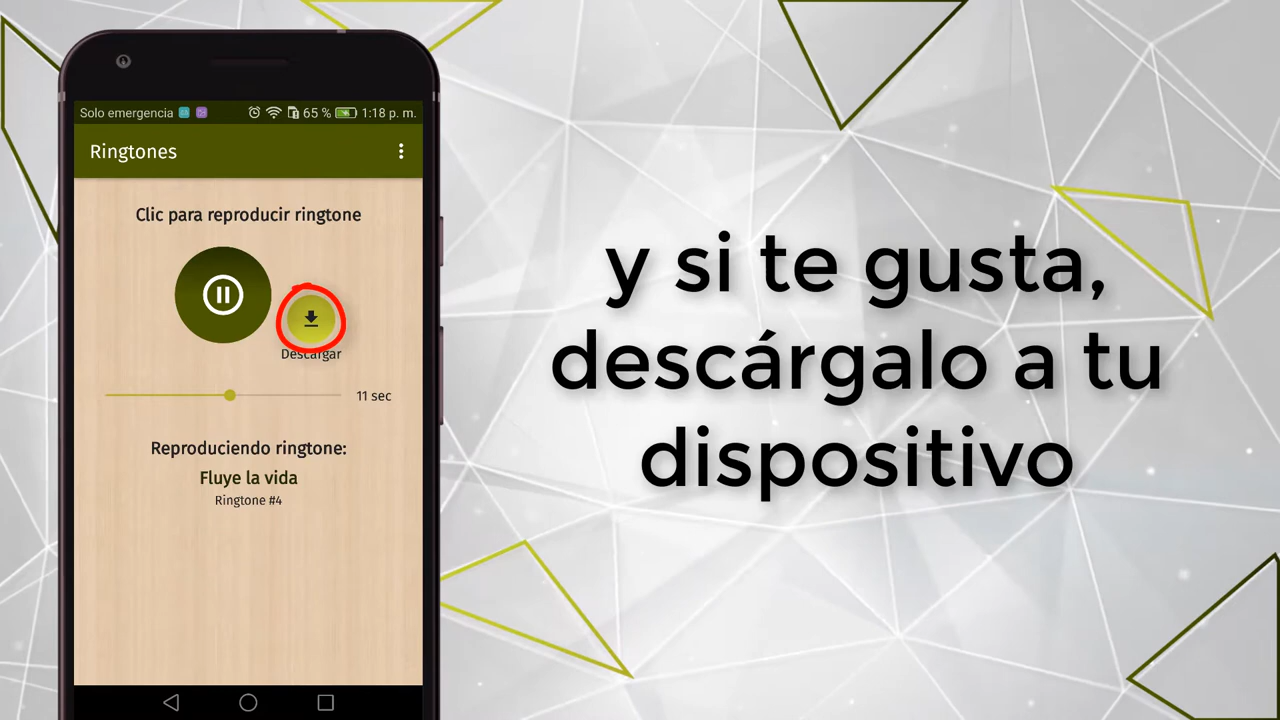 Solo emergencia 65 % 1:18 p. m.
Ringtones
Clic para reproducir ringtone
Descargar
11 sec
Reproduciendo ringtone:
Fluye la vida
Ringtone #4
y si te gusta,
descárgalo a tu
dispositivo